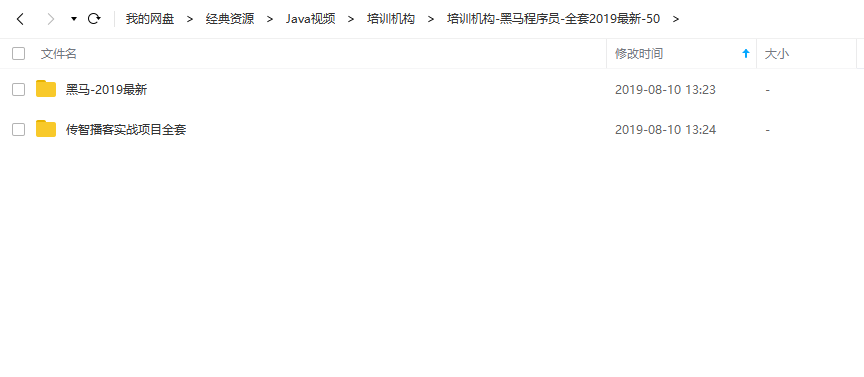 我的网盘 > 经典资源 > Java视频 > 培训机构 > 培训机构-黑马程序员-全套2019最新-50 >
文件名 修改时间 大小
黑马-2019最新 2019-08-10 13:23 -
传智播客实战项目全套 2019-08-10 13:24 -